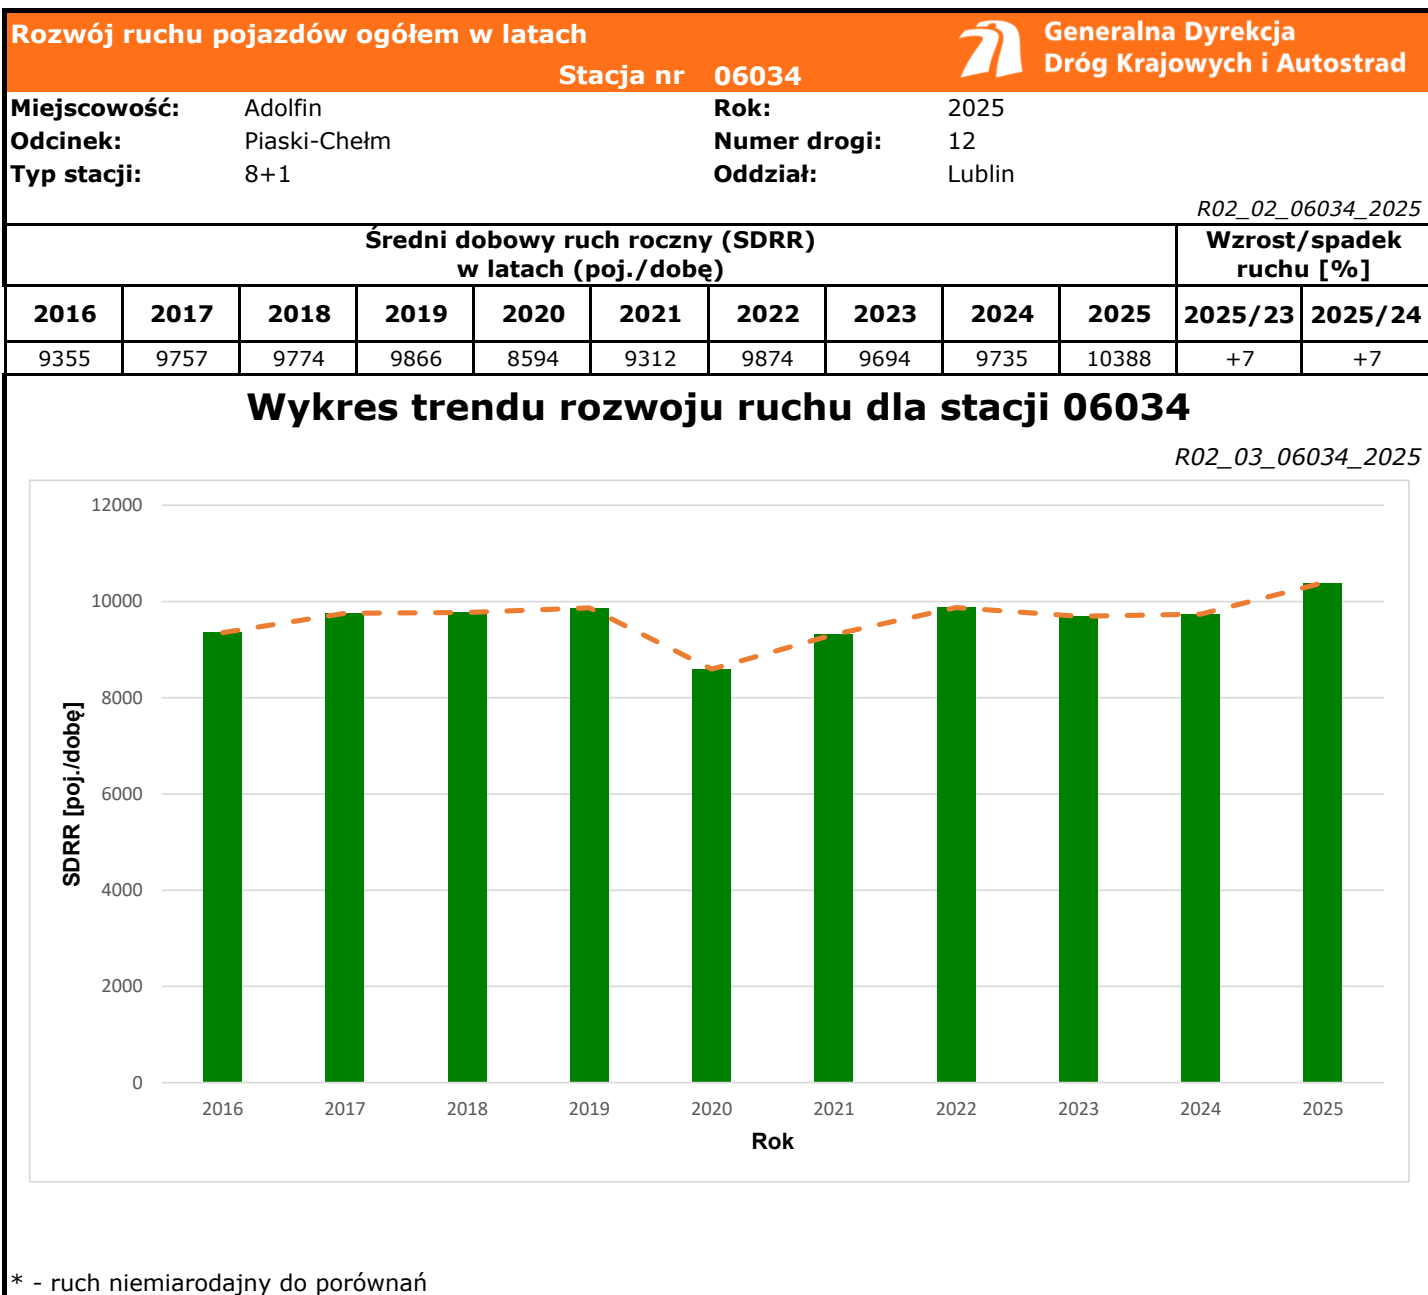 Rozwój ruchu pojazdów ogółem w latach
Stacja nr 06034
Generalna Dyrekcja
Dróg Krajowych i Autostrad
Miejscowość: Adolfin Rok: 2025
Odcinek: Piaski-Chełm Numer drogi: 12
Typ stacji: 8+1 Oddział: Lublin
R02_02_06034_2025
Średni dobowy ruch roczny (SDRR)
w latach (poj./dobę)
Wzrost/spadek
ruchu [%]
2016 2017 2018 2019 2020 2021 2022 2023 2024 2025 2025/23 2025/24
9355 9757 9774 9866 8594 9312 9874 9694 9735 10388 +7 +7
Wykres trendu rozwoju ruchu dla stacji 06034
R02_03_06034_2025
12000
10000
8000
6000
4000
2000
0
SDRR [poj./dobę]
2016 2017 2018 2019 2020 2021 2022 2023 2024 2025
Rok
* - ruch niemiarodajny do porównań